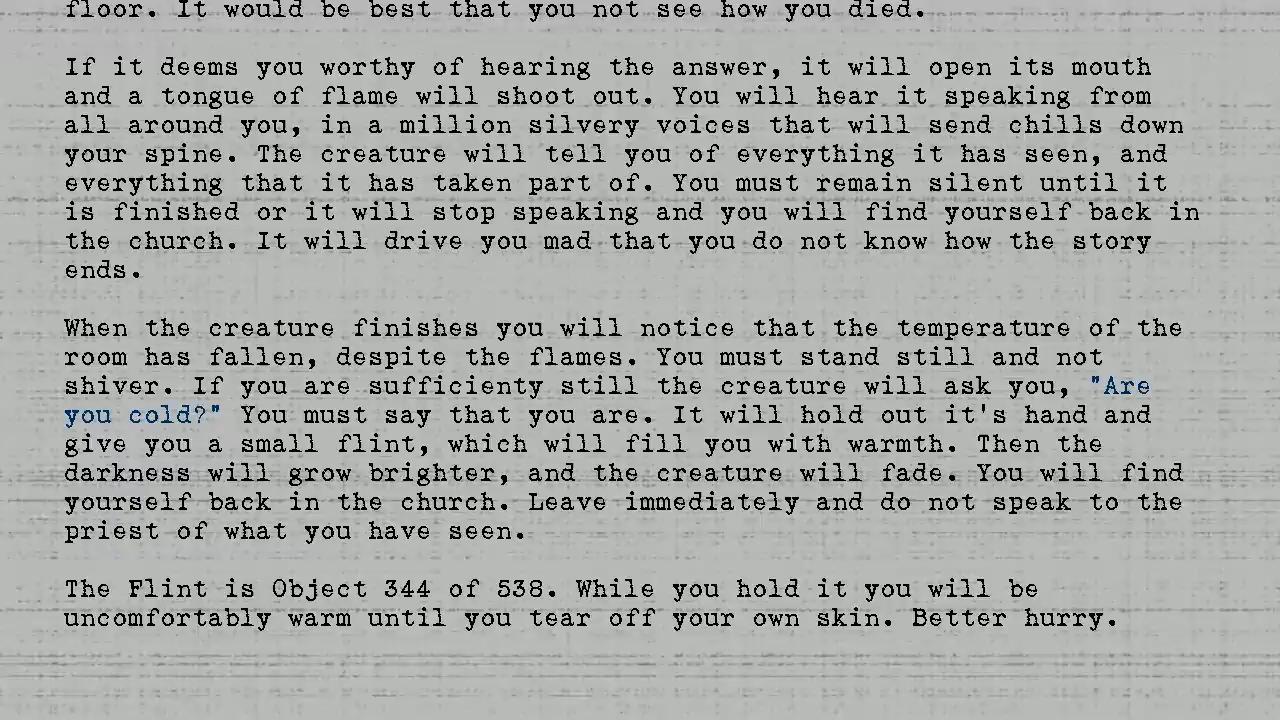 floor. It would be best that you not see how you died.
If it deems you worthy of hearing the answer, it will open its mouth
and a tongue of flame will shoot out. You will hear it speaking from
all around you, in a million silvery voices that will send chills down
your spine. The creature will tell you of everything it has seen, and
everything that it has taken part of. You must remain silent until it
is finished or it will stop speaking and you will find yourself back in
the church. It will drive you mad that you do not know how the story
ends.
When the creature finishes you will notice that the temperature of the
room has fallen, despite the flames. You must stand still and not
shiver. If you are sufficienty still the creature will ask you, "Are
you cold?" You must say that you are. It will hold out it's hand and
give you a small flint, which will fill you with warmth. Then the
darkness will grow brighter, and the creature will fade. You will find
yourself back in the church. Leave immediately and do not speak to the
priest of what you have seen.
The Flint is Object 344 of 538. While you hold it you will be
uncomfortably warm until you tear off your own skin. Better hurry.